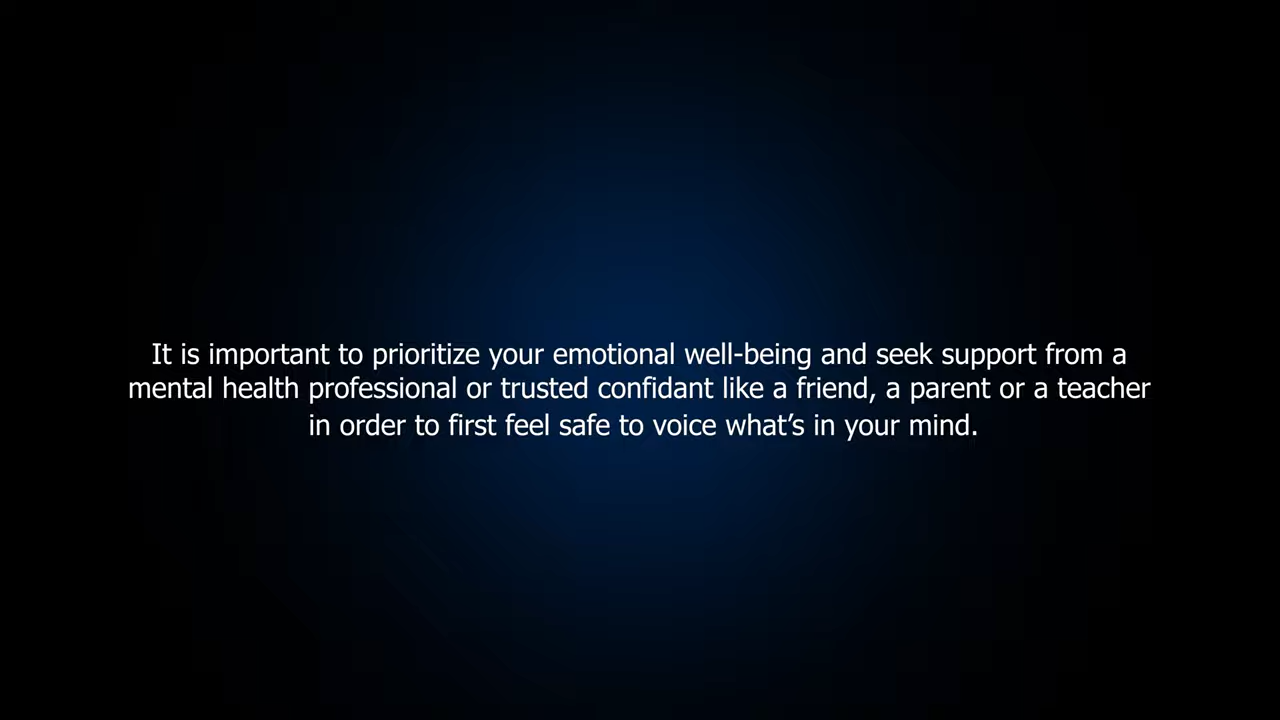 It is important to prioritize your emotional well-being and seek support from a
mental health professional or trusted confidant like a friend, a parent or a teacher
in order to first feel safe to voice what’s in your mind.